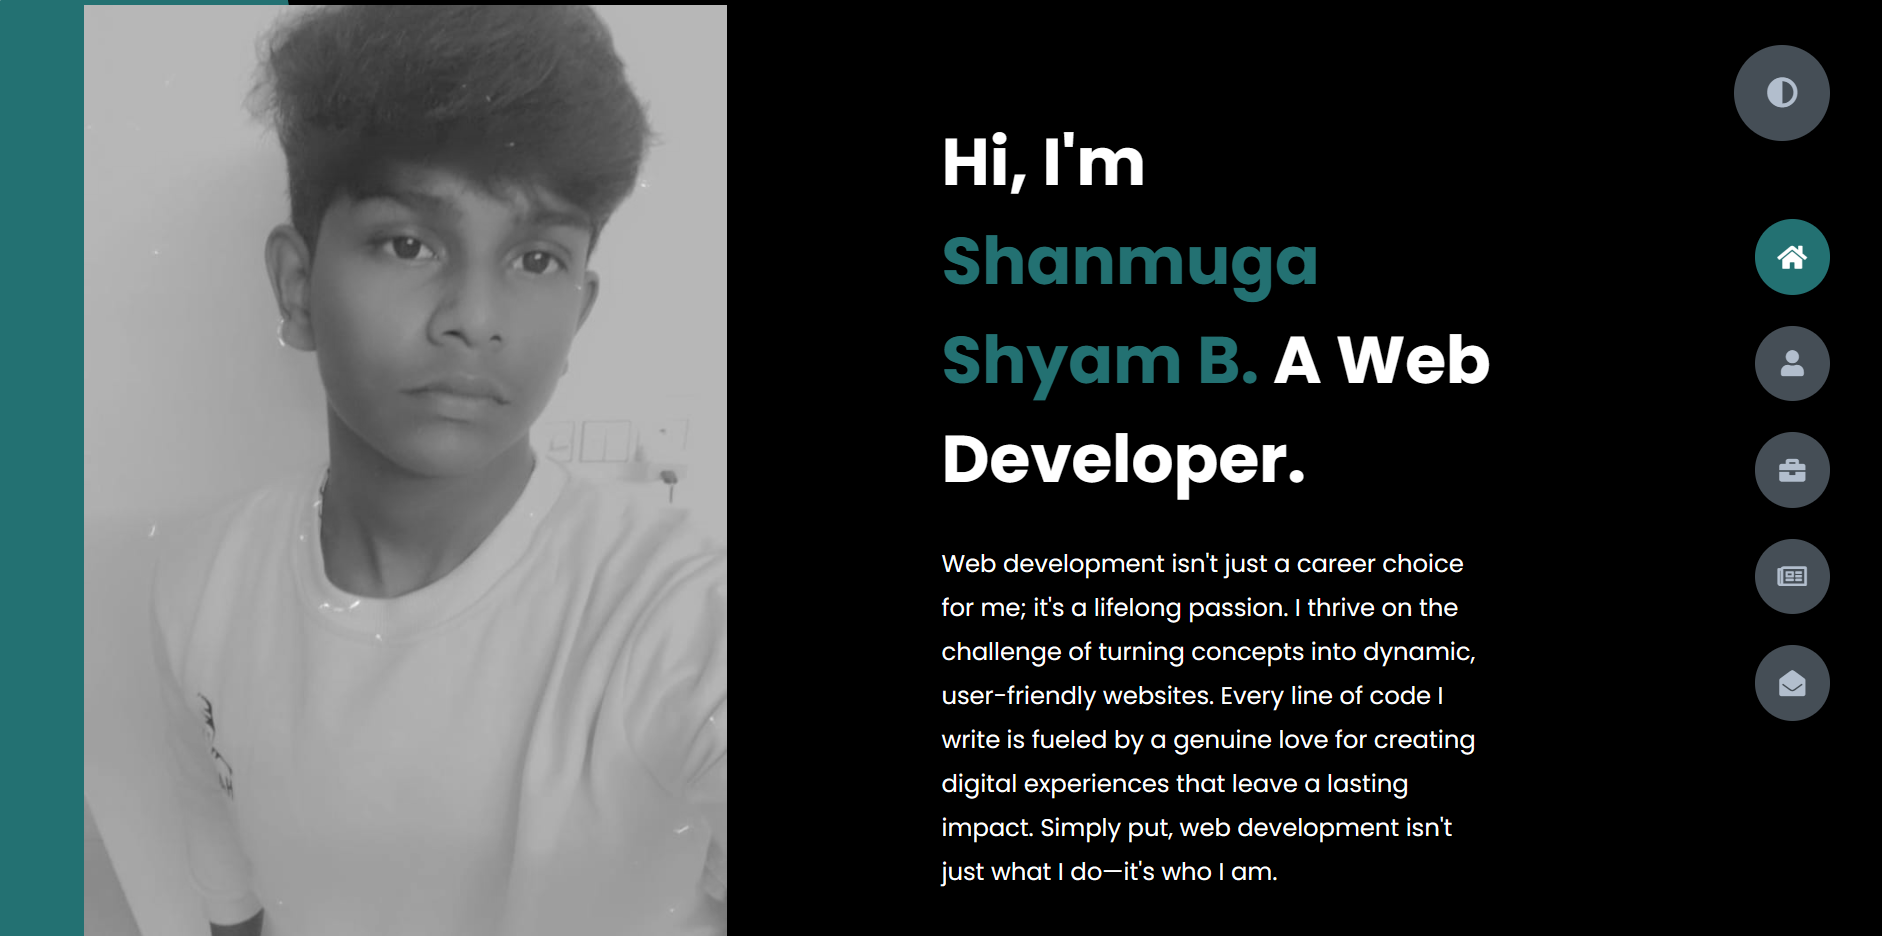 Hi, I'm
Shanmuga
Shyam B. A Web
Developer.
Web development isn't just a career choice
for me; it's a lifelong passion. I thrive on the
challenge of turning concepts into dynamic,
user-friendly websites. Every line of code I
write is fueled by a genuine love for creating
digital experiences that leave a lasting
impact. Simply put, web development isn't
just what I do—it's who I am.